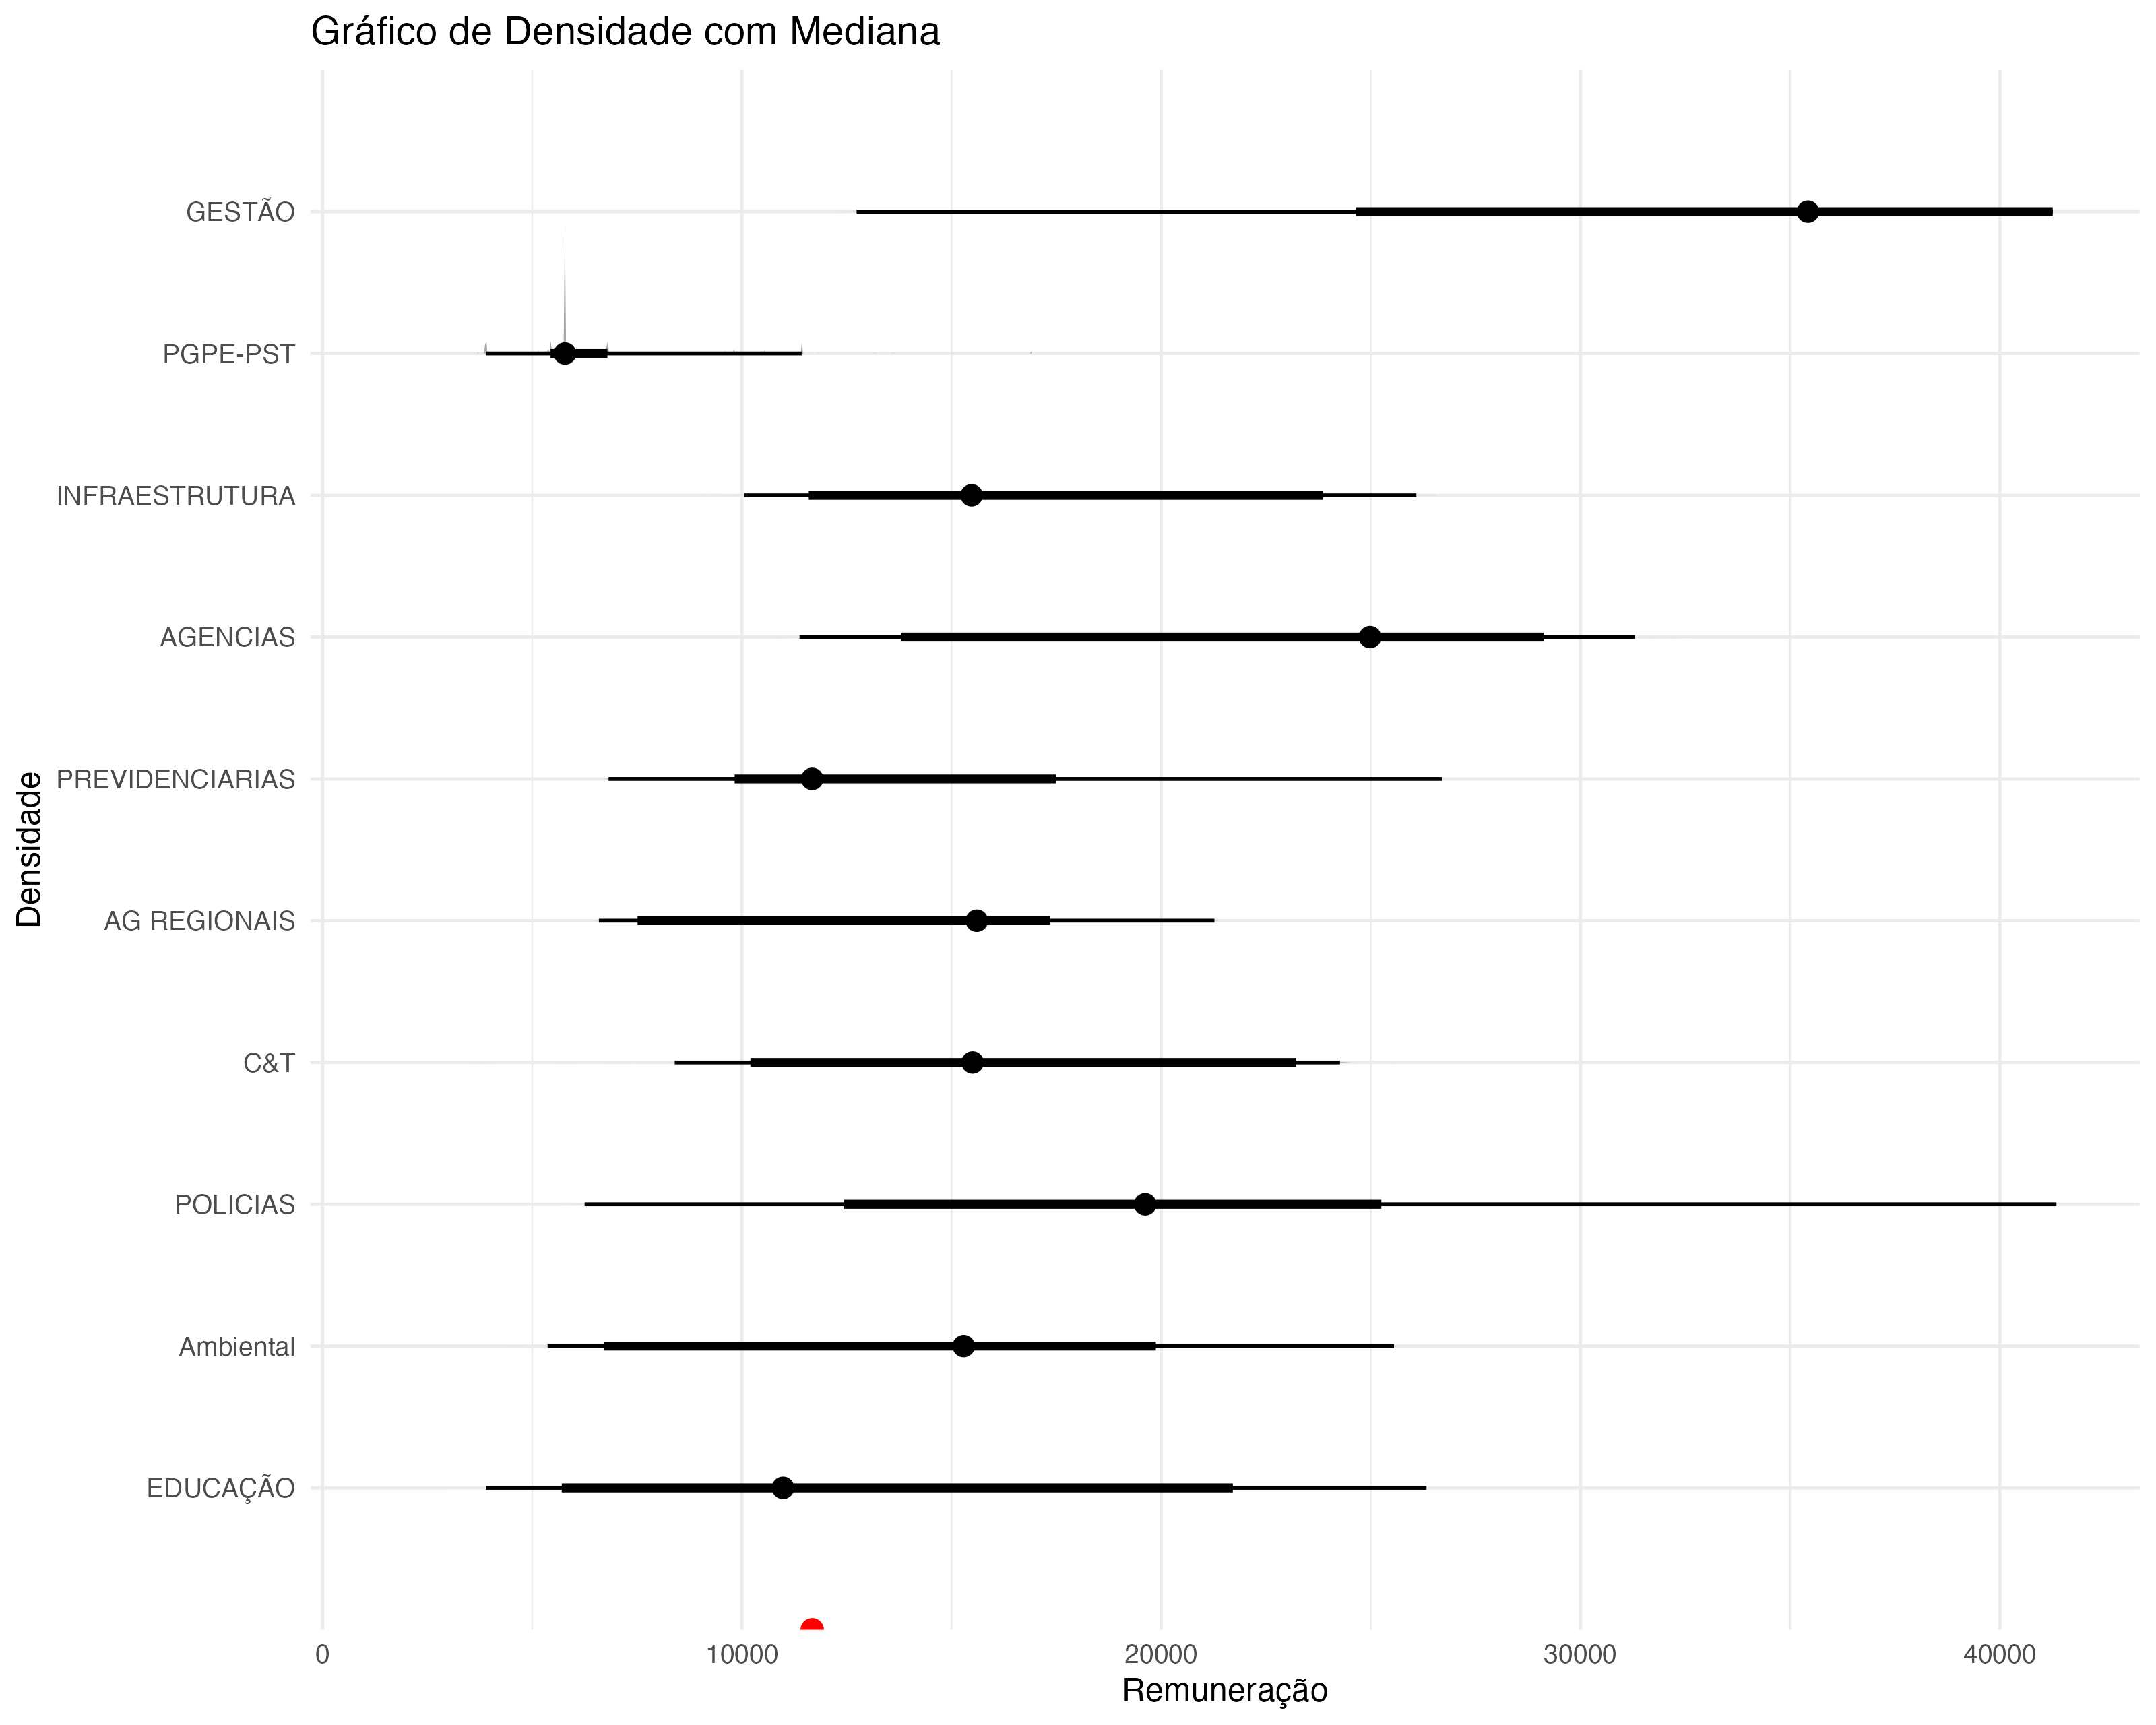 Gráfico de Densidade com Mediana
GESTÃO
PGPE-PST
INFRAESTRUTURA
AGENCIAS
PREVIDENCIARIAS
AG REGIONAIS
C&T
POLICIAS
Ambiental
EDUCAÇÃO
Densidade
0 10000 20000 30000 40000
Remuneração